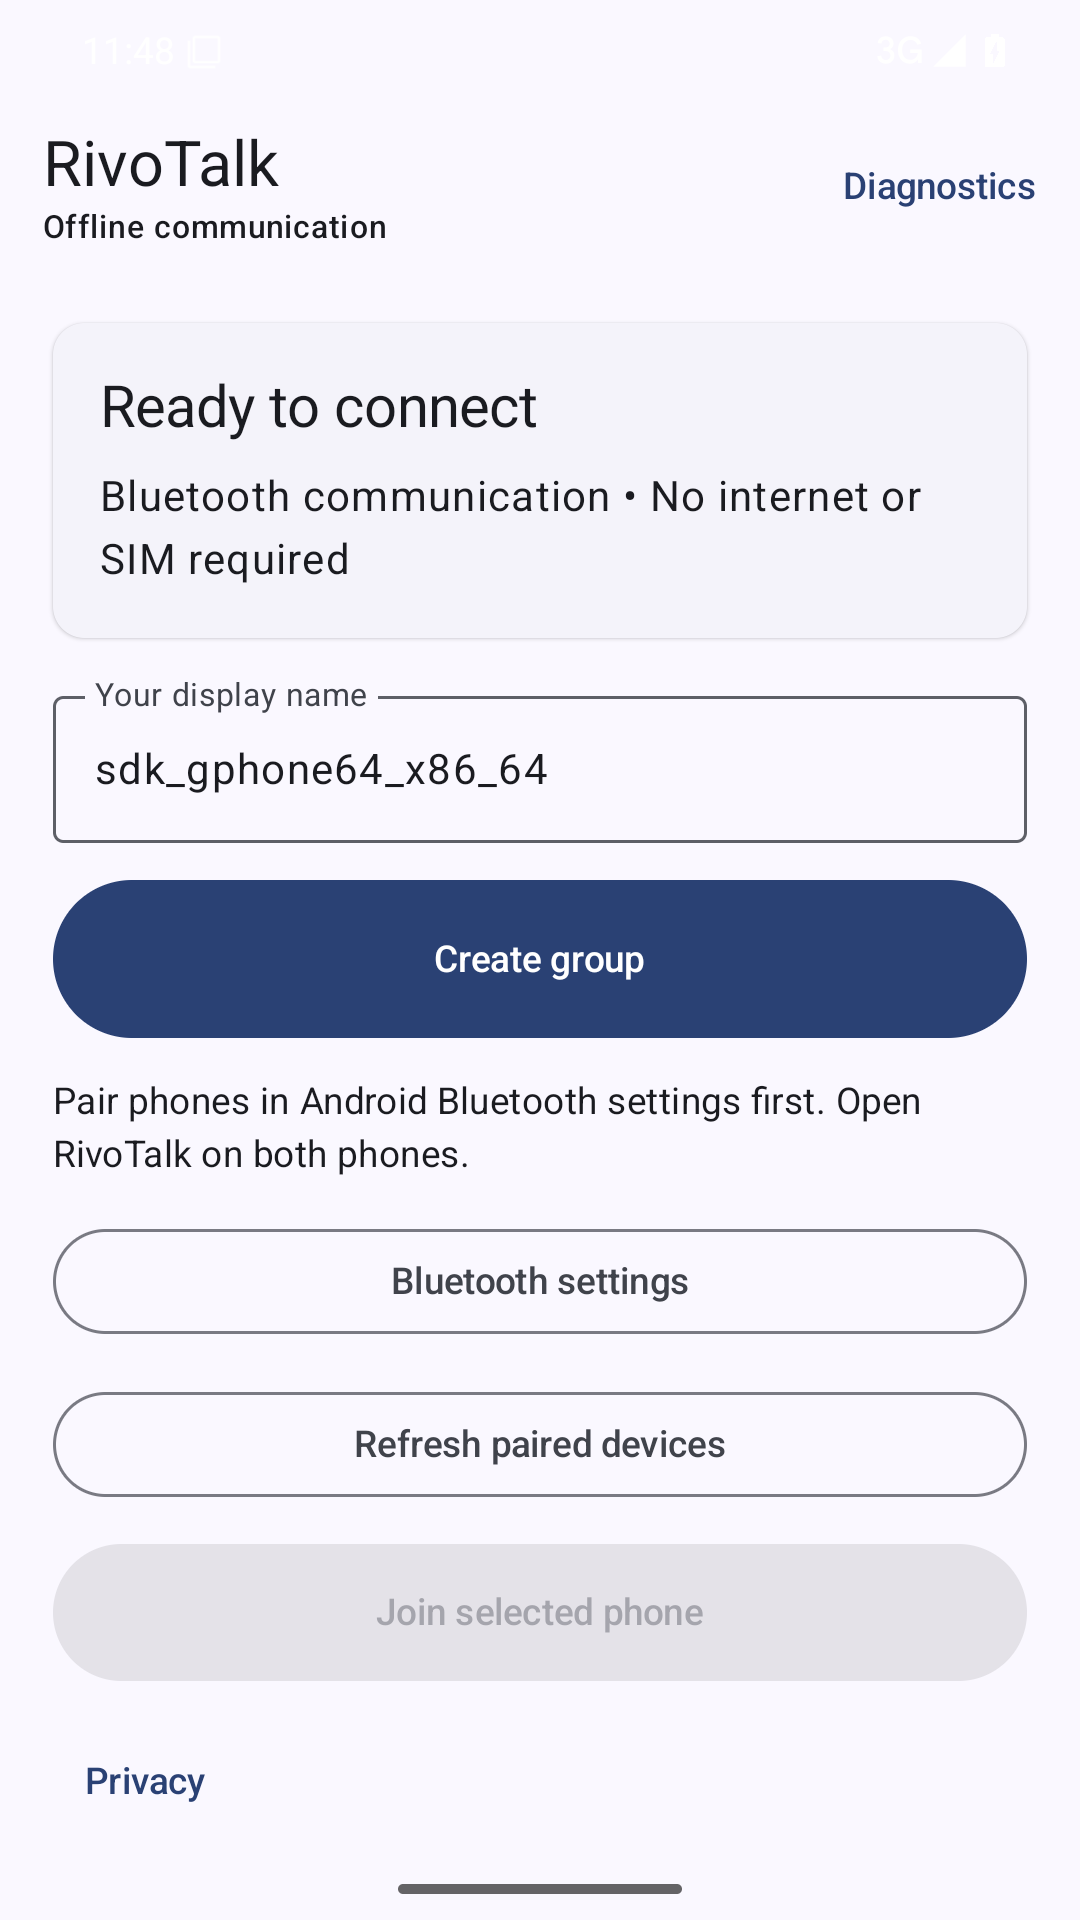 11:48
3G
RivoTalk
Diagnostics
Offline communication
Ready to connect
Bluetooth communication • No internet or
SIM required
Your display name
sdk_gphone64_x86_64
Create group
Pair phones in Android Bluetooth settings first. Open
RivoTalk on both phones.
Bluetooth settings
Refresh paired devices
Join selected phone
Privacy